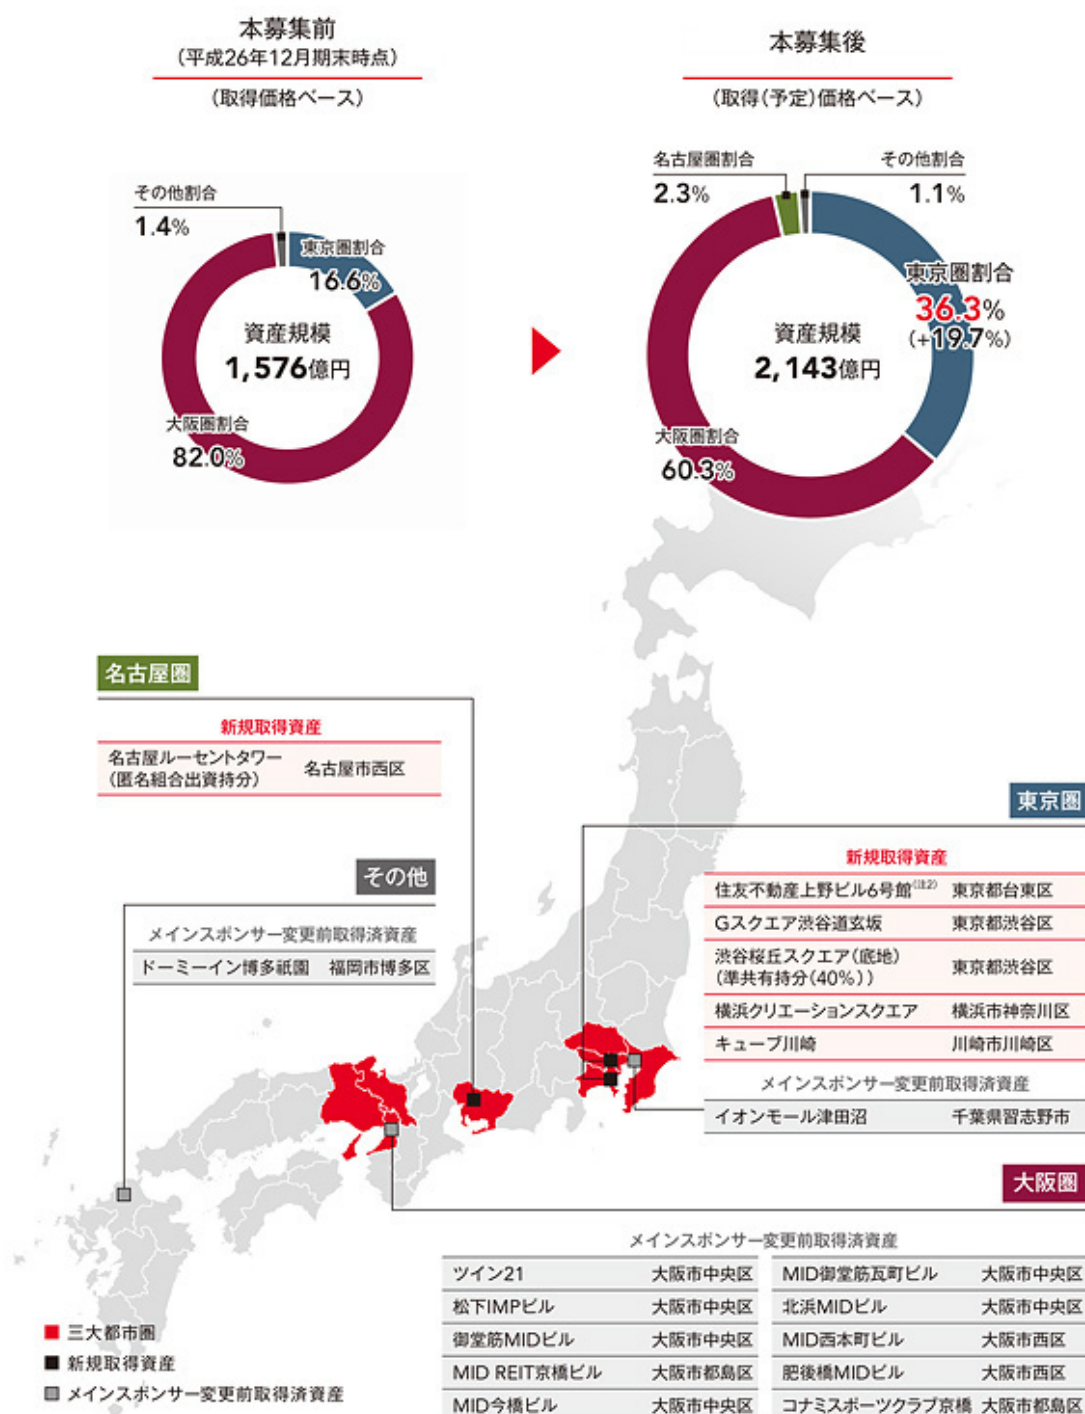 本募集前
(平成26年12月期末時点)
(取得価格ベース)
本募集後
(取得(予定)価格ベース)
その他割合
1.4%
東京圏割合
16.6%
資産規模
1,576億円
大阪圏割合
82.0%
名古屋圏割合
2.3%
その他割合
1.1%
東京圏割合
36.3%
(+19.7%)
資産規模
2,143億円
大阪圏割合
60.3%
名古屋圏
新規取得資産
名古屋ルーセントタワー
(匿名組合出資持分)
名古屋市西区
その他
メインスポンサー変更前取得済資産
ドーミーイン博多祇園 福岡市博多区
東京圏
新規取得資産
住友不動産上野ビル6号館(注2) 東京都台東区
Gスクエア渋谷道玄坂 東京都渋谷区
渋谷桜丘スクエア(底地)
(準共有持分(40%))
東京都渋谷区
横浜クリエーションスクエア 横浜市神奈川区
キューブ川崎 川崎市川崎区
メインスポンサー変更前取得済資産
イオンモール津田沼 千葉県習志野市
大阪圏
メインスポンサー変更前取得済資産
ツイン21 大阪市中央区 MID御堂筋瓦町ビル 大阪市中央区
松下IMPビル 大阪市中央区 北浜MIDビル 大阪市中央区
御堂筋MIDビル 大阪市中央区 MID西本町ビル 大阪市西区
MID REIT京橋ビル 大阪市都島区 肥後橋MIDビル 大阪市西区
MID今橋ビル 大阪市中央区 コナミスポーツクラブ京橋 大阪市都島区
三大都市圏
新規取得資産
メインスポンサー変更前取得済資産